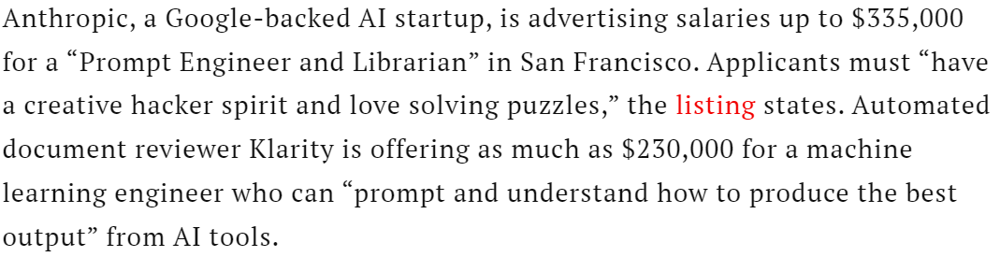 Anthropic, a Google-backed AI startup, is advertising salaries up to $335,000
for a “Prompt Engineer and Librarian” in San Francisco. Applicants must “have
a creative hacker spirit and love solving puzzles,” the listing states. Automated
document reviewer Klarity is offering as much as $230,000 for a machine
learning engineer who can “prompt and understand how to produce the best
output” from AI tools.